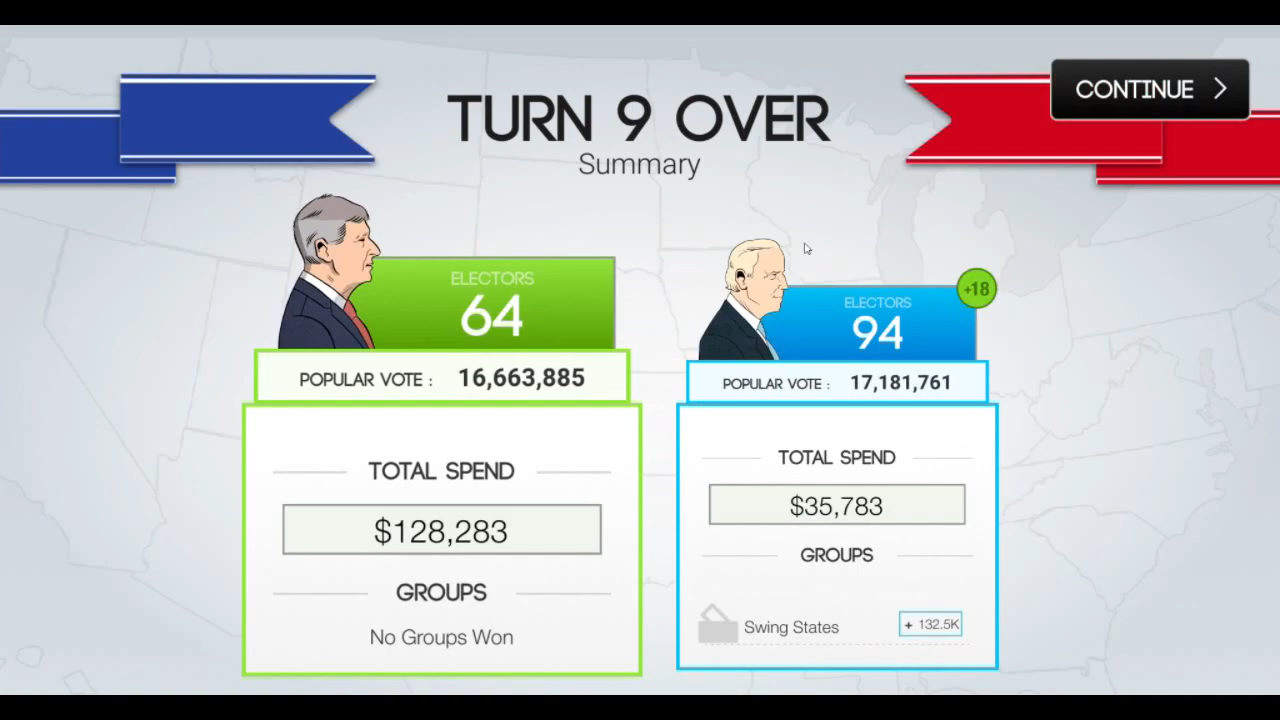 CONTINUE
TURN 9 OVER
Summary
ELECTORS
64
POPULAR VOTE : 16,663,885
TOTAL SPEND
$128,283
GROUPS
No Groups Won
ELECTORS
94
+18
POPULAR VOTE : 17,181,761
TOTAL SPEND
$35,783
GROUPS
Swing States + 132.5K